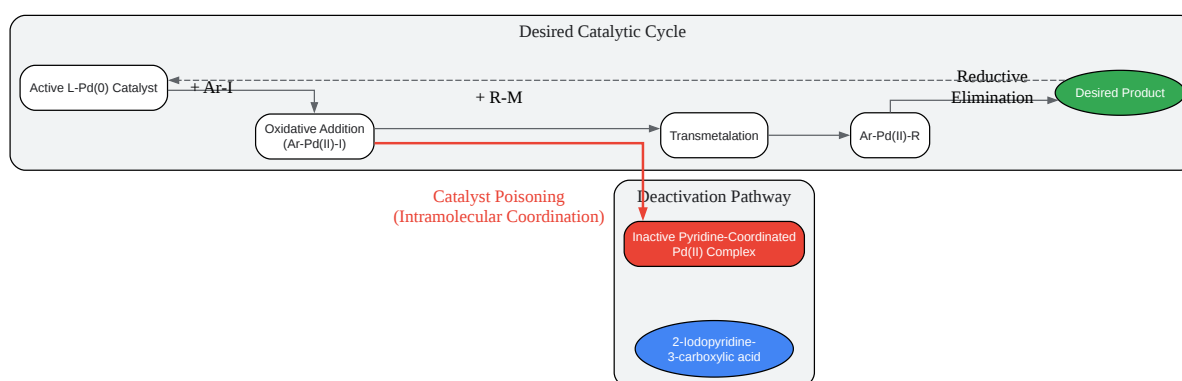 Desired Catalytic Cycle
Active L-Pd(0) Catalyst
+ Ar-I
+ R-M
Reductive
Elimination
Desired Product
Oxidative Addition
(Ar-Pd(II)-I)
Transmetalation
Ar-Pd(II)-R
Catalyst Poisoning
(Intramolecular Coordination)
Deactivation Pathway
Inactive Pyridine-Coordinated
Pd(II) Complex
2-Iodopyridine-
3-carboxylic acid